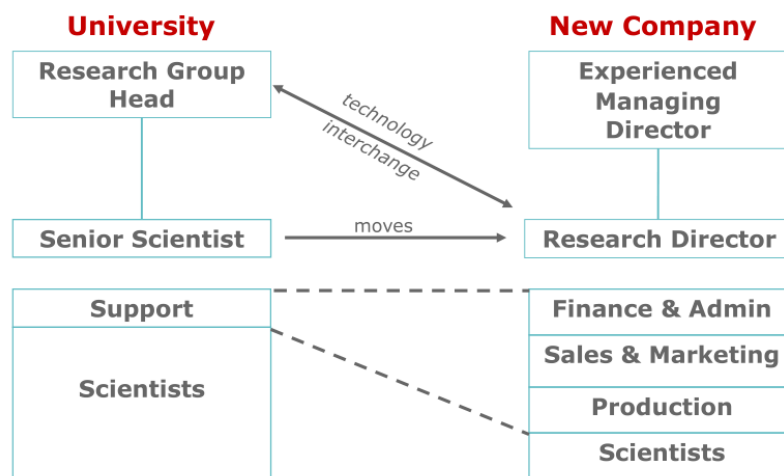 University
New Company
Research Group
Head
Experienced
Managing
Director
technology
interchange
Senior Scientist
moves
Research Director
Support
Scientists
Finance & Admin
Sales & Marketing
Production
Scientists